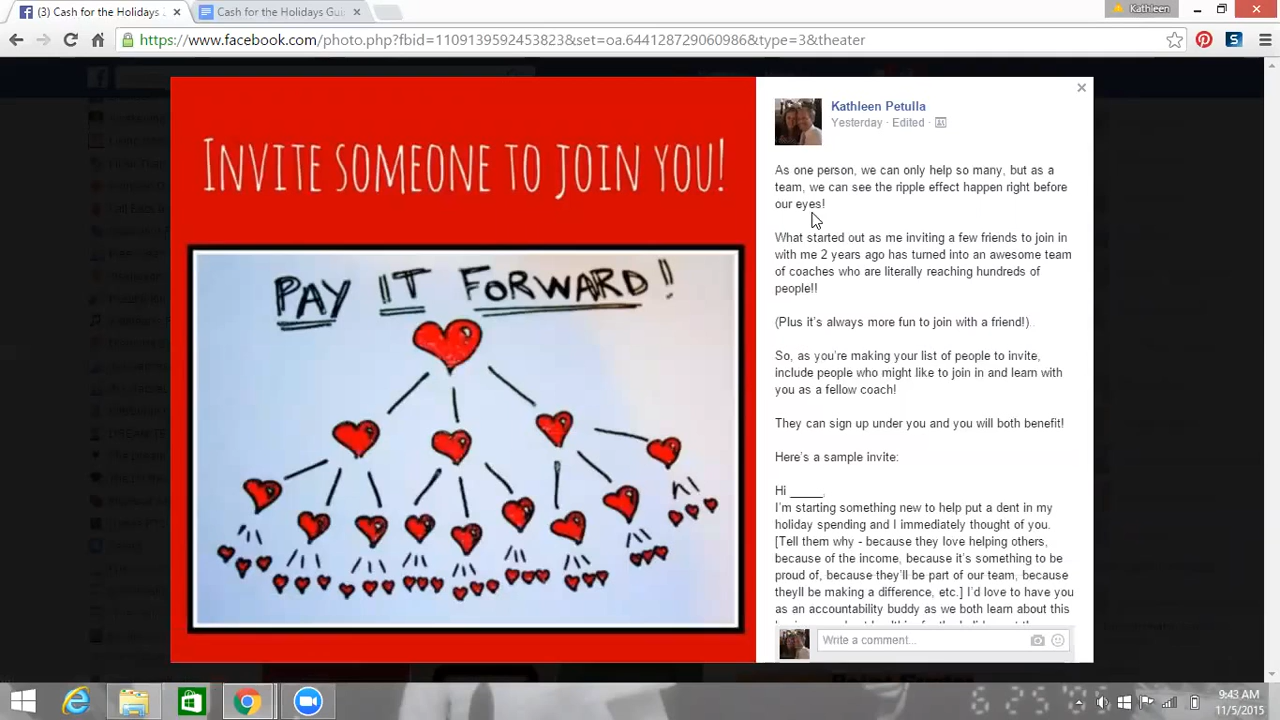 (3) Cash for the Holidays
Cash for the Holidays Gui
Kathleen
https://www.facebook.com/photo.php?fbid=1109139592453823&set=oa.644128729060986&type=3&theater
INVITE SOMEONE TO JOIN YOU!
PAY IT FORWARD!
Kathleen Petulla
Yesterday · Edited ·
As one person, we can only help so many, but as a
team, we can see the ripple effect happen right before
our eyes!
What started out as me inviting a few friends to join in
with me 2 years ago has turned into an awesome team
of coaches who are literally reaching hundreds of
people!!
(Plus it's always more fun to join with a friend!)
So, as you're making your list of people to invite,
include people who might like to join in and learn with
you as a fellow coach!
They can sign up under you and you will both benefit!
Here's a sample invite:
Hi _____,
I'm starting something new to help put a dent in my
holiday spending and I immediately thought of you.
[Tell them why - because they love helping others,
because of the income, because it's something to be
proud of, because they'll be part of our team, because
theyll be making a difference, etc.] I'd love to have you
as an accountability buddy as we both learn about this
Write a comment...
9:43 AM
11/5/2015